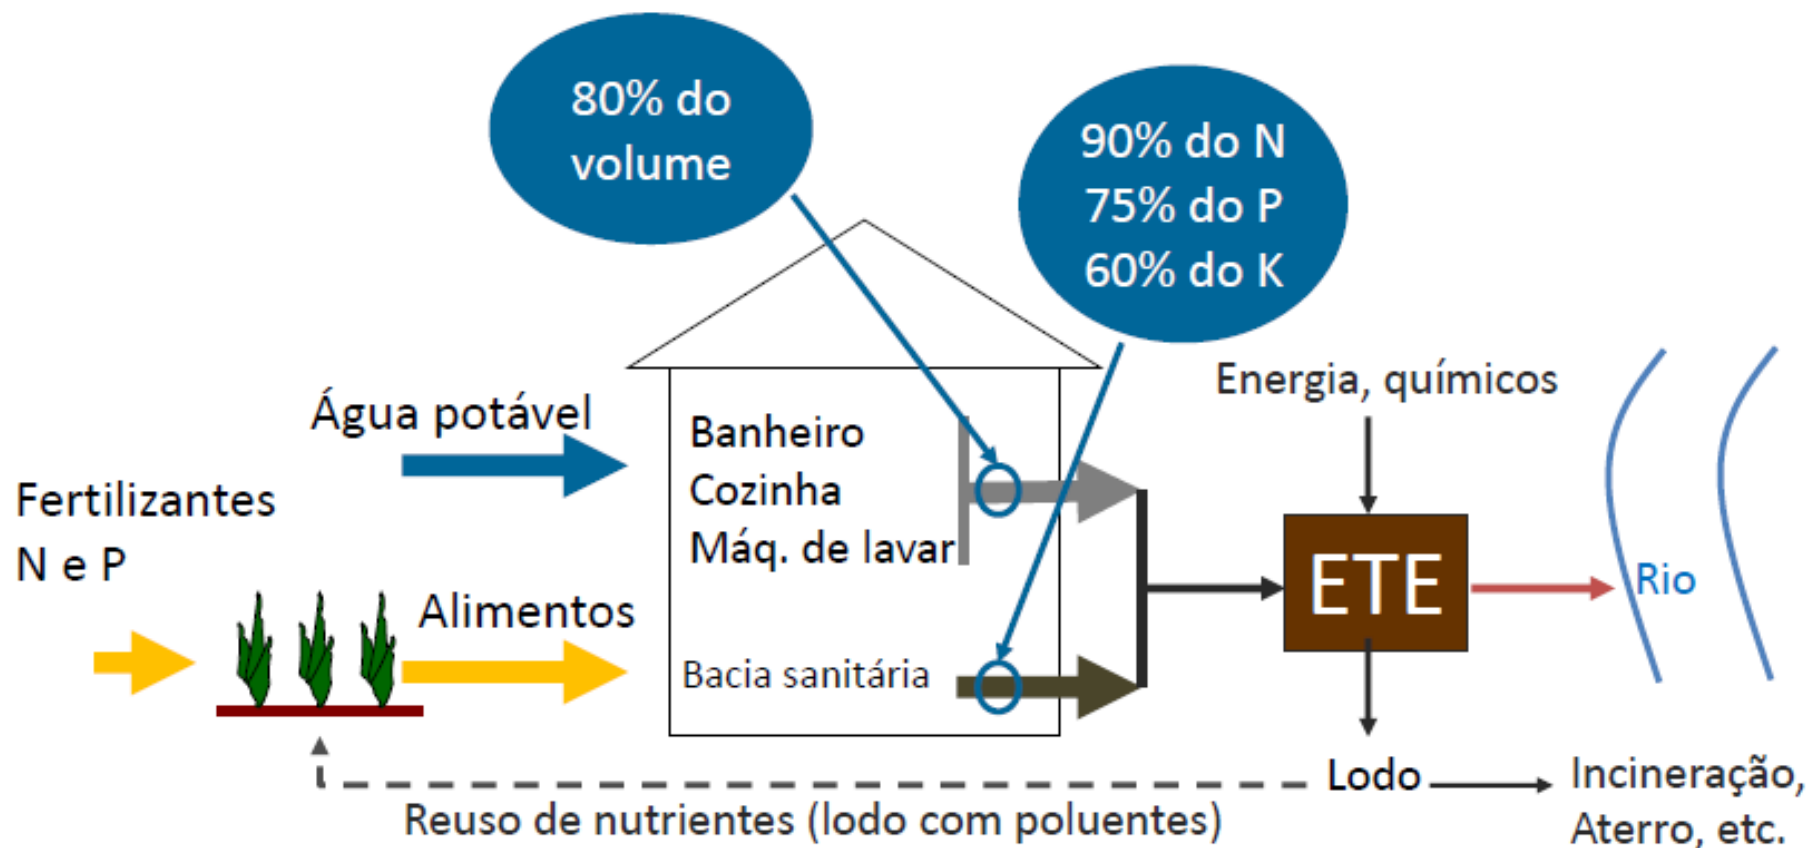 80% do
volume
90% do N
75% do P
60% do K
Energia, químicos
Água potável
Banheiro
Cozinha
Máq. de lavar
Fertilizantes
N e P
ETE
Rio
Alimentos
Bacia sanitária
Lodo
Incineração,
Aterro, etc.
Reuso de nutrientes (lodo com poluentes)